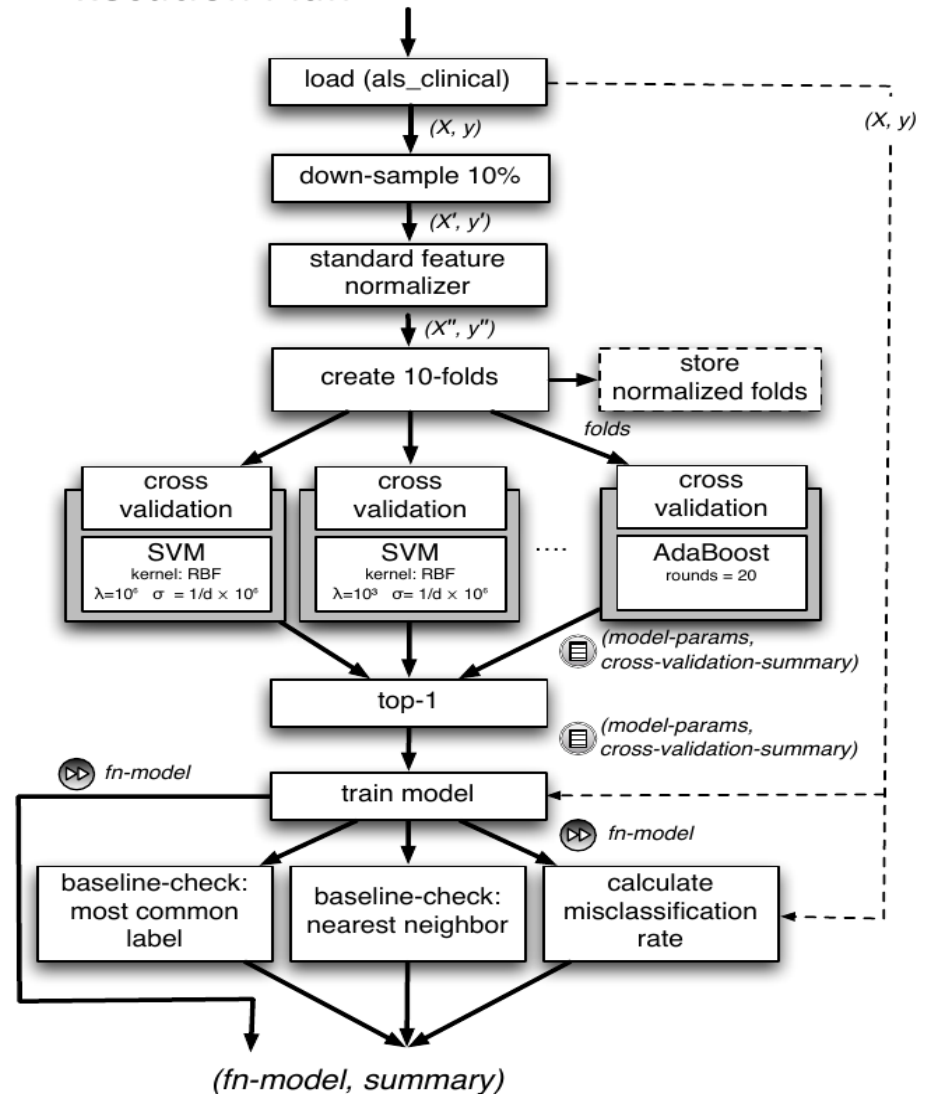 load (als_clinical)
(X, y)
(X, y)
down-sample 10%
(X', y')
standard feature
normalizer
(X", y")
create 10-folds
store
normalized folds
folds
cross
validation
SVM
kernel: RBF
λ=10⁶ σ = 1/d × 10⁶
cross
validation
SVM
kernel: RBF
λ=10³ σ= 1/d × 10⁶
....
cross
validation
AdaBoost
rounds = 20
(model-params,
cross-validation-summary)
top-1
(model-params,
cross-validation-summary)
fn-model
train model
fn-model
baseline-check:
most common
label
baseline-check:
nearest neighbor
calculate
misclassification
rate
(fn-model, summary)